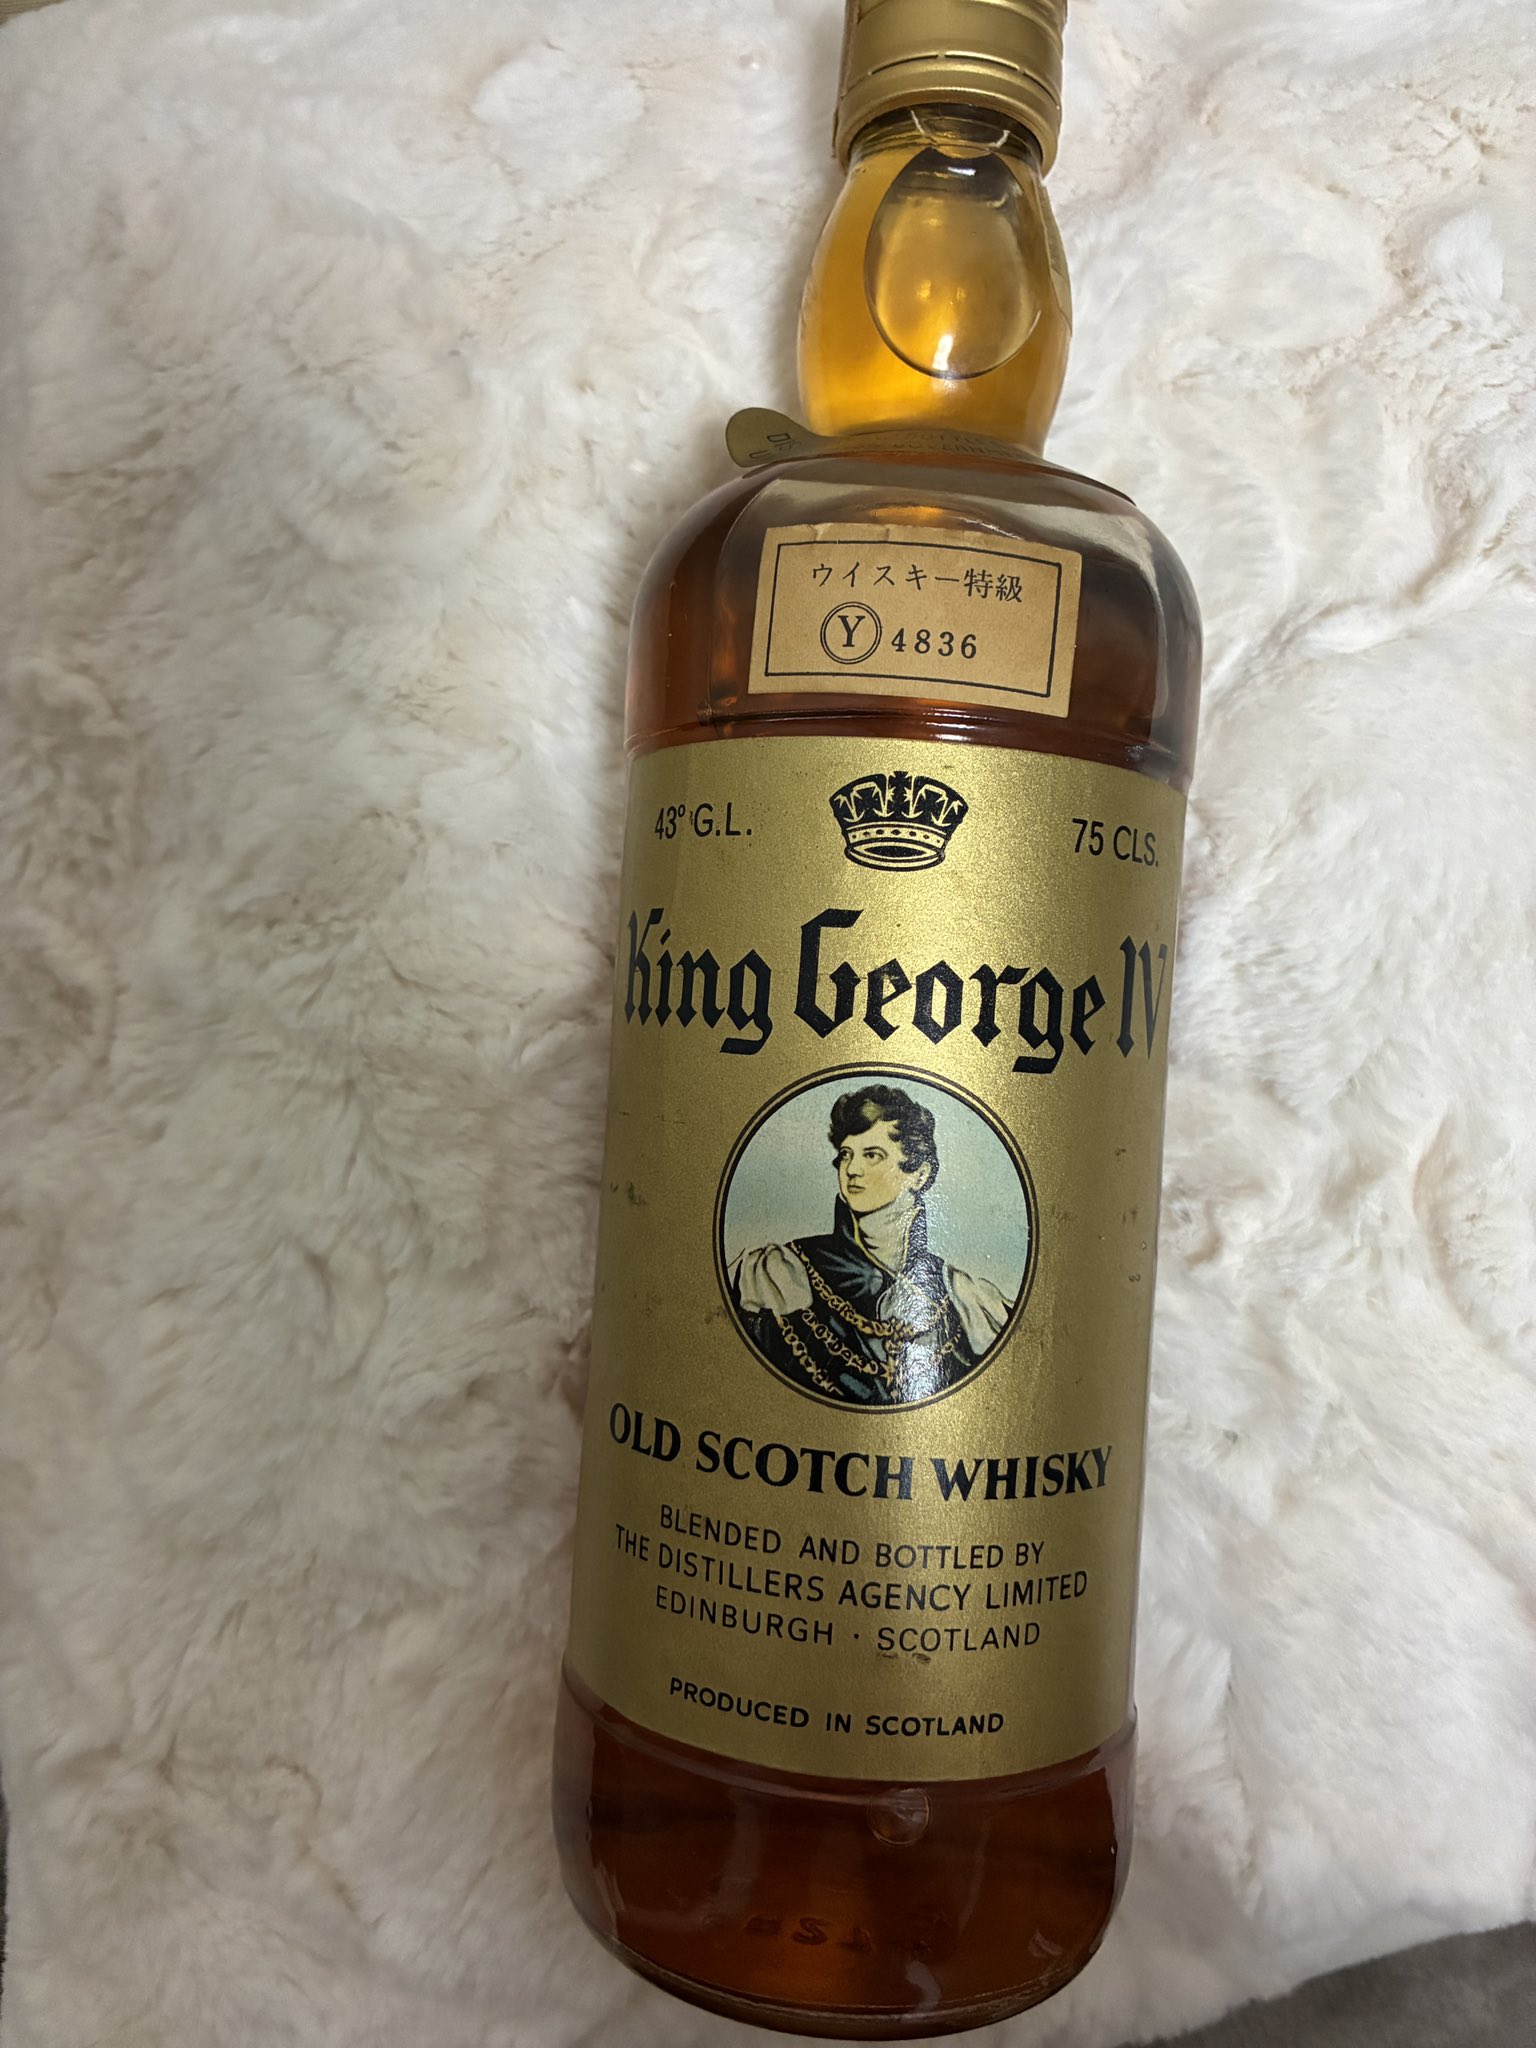 ウイスキー特級
Y 4836
43° G.L.
75 CLS.
King George IV
OLD SCOTCH WHISKY
BLENDED AND BOTTLED BY
THE DISTILLERS AGENCY LIMITED
EDINBURGH · SCOTLAND
PRODUCED IN SCOTLAND